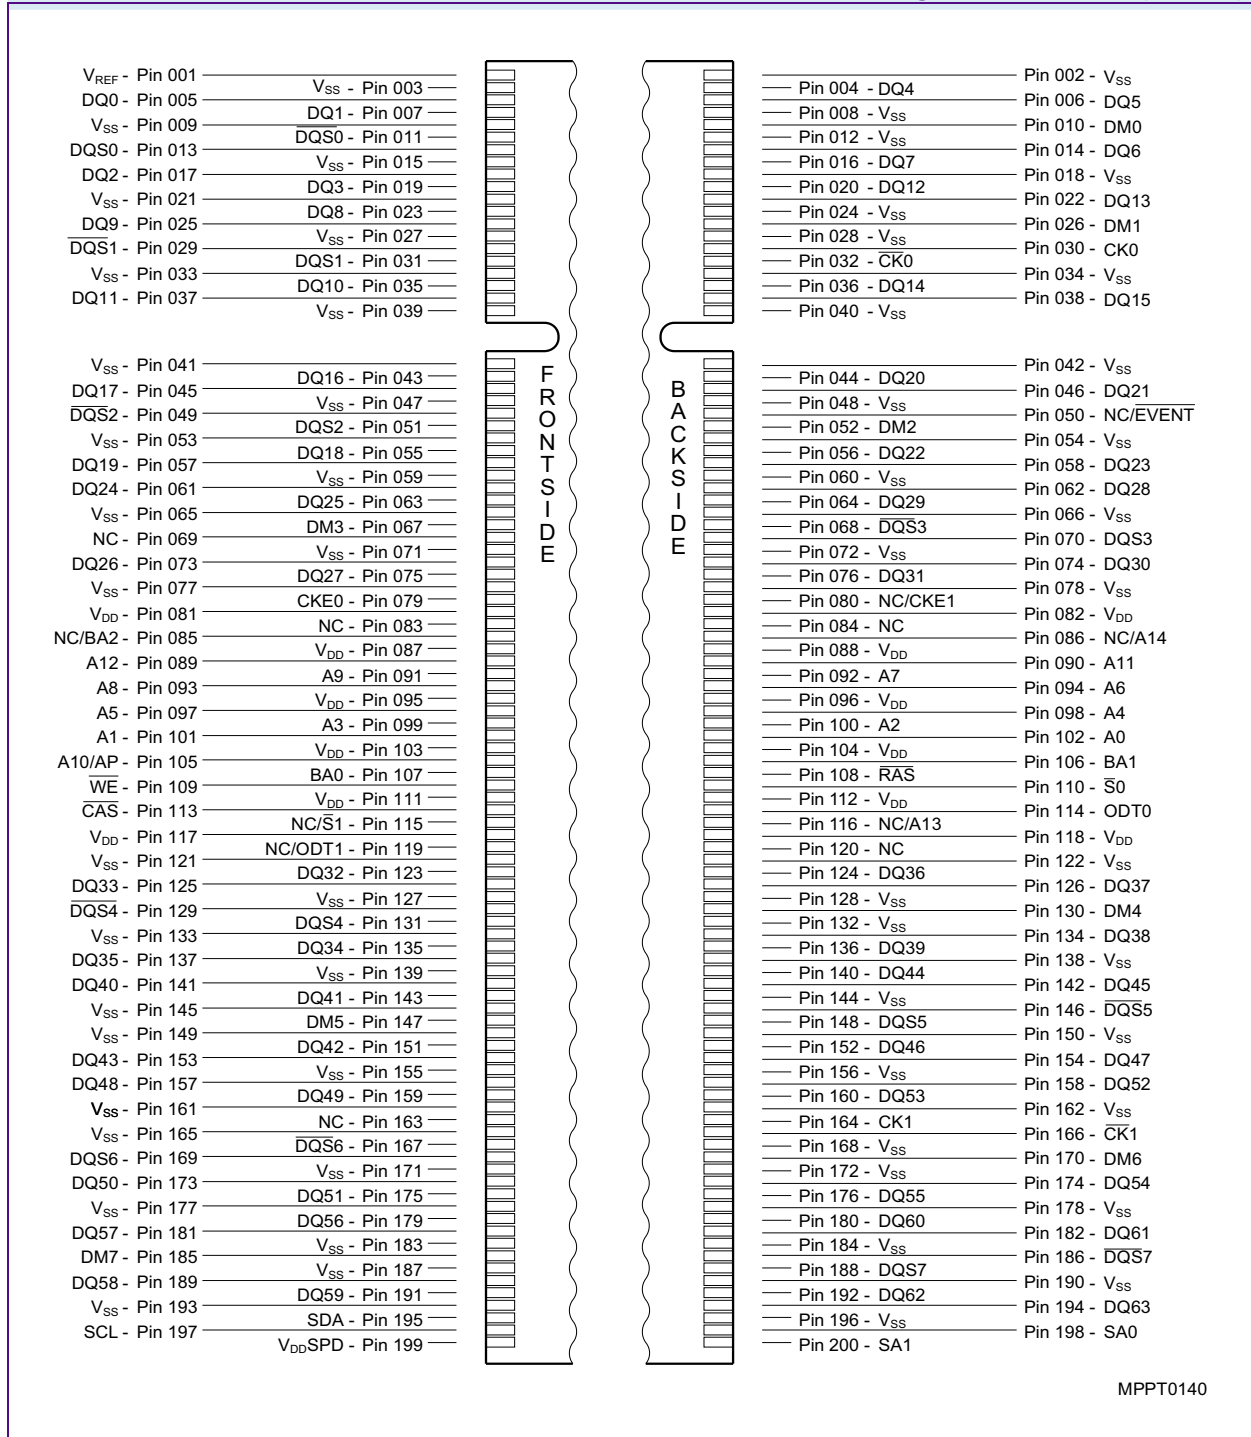 VREF - Pin 001
VSS - Pin 003
DQ0 - Pin 005
DQ1 - Pin 007
VSS - Pin 009
DQS0 - Pin 011
DQS0 - Pin 013
VSS - Pin 015
DQ2 - Pin 017
DQ3 - Pin 019
VSS - Pin 021
DQ8 - Pin 023
DQ9 - Pin 025
VSS - Pin 027
DQS1 - Pin 029
DQS1 - Pin 031
VSS - Pin 033
DQ10 - Pin 035
DQ11 - Pin 037
VSS - Pin 039
VSS - Pin 041
DQ16 - Pin 043
DQ17 - Pin 045
VSS - Pin 047
DQS2 - Pin 049
DQS2 - Pin 051
VSS - Pin 053
DQ18 - Pin 055
DQ19 - Pin 057
VSS - Pin 059
DQ24 - Pin 061
DQ25 - Pin 063
VSS - Pin 065
DM3 - Pin 067
NC - Pin 069
VSS - Pin 071
DQ26 - Pin 073
DQ27 - Pin 075
VSS - Pin 077
CKE0 - Pin 079
VDD - Pin 081
NC - Pin 083
NC/BA2 - Pin 085
VDD - Pin 087
A12 - Pin 089
A9 - Pin 091
A8 - Pin 093
VDD - Pin 095
A5 - Pin 097
A3 - Pin 099
A1 - Pin 101
VDD - Pin 103
A10/AP - Pin 105
BA0 - Pin 107
WE - Pin 109
VDD - Pin 111
CAS - Pin 113
NC/S1 - Pin 115
VDD - Pin 117
NC/ODT1 - Pin 119
VSS - Pin 121
DQ32 - Pin 123
DQ33 - Pin 125
VSS - Pin 127
DQS4 - Pin 129
DQS4 - Pin 131
VSS - Pin 133
DQ34 - Pin 135
DQ35 - Pin 137
VSS - Pin 139
DQ40 - Pin 141
DQ41 - Pin 143
VSS - Pin 145
DM5 - Pin 147
VSS - Pin 149
DQ42 - Pin 151
DQ43 - Pin 153
VSS - Pin 155
DQ48 - Pin 157
DQ49 - Pin 159
VSS - Pin 161
NC - Pin 163
VSS - Pin 165
DQS6 - Pin 167
DQS6 - Pin 169
VSS - Pin 171
DQ50 - Pin 173
DQ51 - Pin 175
VSS - Pin 177
DQ56 - Pin 179
DQ57 - Pin 181
VSS - Pin 183
DM7 - Pin 185
VSS - Pin 187
DQ58 - Pin 189
DQ59 - Pin 191
VSS - Pin 193
SDA - Pin 195
SCL - Pin 197
VDDSPD - Pin 199
FRONTSIDE
BACKSIDE
Pin 002 - VSS
Pin 004 - DQ4
Pin 006 - DQ5
Pin 008 - VSS
Pin 010 - DM0
Pin 012 - VSS
Pin 014 - DQ6
Pin 016 - DQ7
Pin 018 - VSS
Pin 020 - DQ12
Pin 022 - DQ13
Pin 024 - VSS
Pin 026 - DM1
Pin 028 - VSS
Pin 030 - CK0
Pin 032 - CK0
Pin 034 - VSS
Pin 036 - DQ14
Pin 038 - DQ15
Pin 040 - VSS
Pin 042 - VSS
Pin 044 - DQ20
Pin 046 - DQ21
Pin 048 - VSS
Pin 050 - NC/EVENT
Pin 052 - DM2
Pin 054 - VSS
Pin 056 - DQ22
Pin 058 - DQ23
Pin 060 - VSS
Pin 062 - DQ28
Pin 064 - DQ29
Pin 066 - VSS
Pin 068 - DQS3
Pin 070 - DQS3
Pin 072 - VSS
Pin 074 - DQ30
Pin 076 - DQ31
Pin 078 - VSS
Pin 080 - NC/CKE1
Pin 082 - VDD
Pin 084 - NC
Pin 086 - NC/A14
Pin 088 - VDD
Pin 090 - A11
Pin 092 - A7
Pin 094 - A6
Pin 096 - VDD
Pin 098 - A4
Pin 100 - A2
Pin 102 - A0
Pin 104 - VDD
Pin 106 - BA1
Pin 108 - RAS
Pin 110 - S0
Pin 112 - VDD
Pin 114 - ODT0
Pin 116 - NC/A13
Pin 118 - VDD
Pin 120 - NC
Pin 122 - VSS
Pin 124 - DQ36
Pin 126 - DQ37
Pin 128 - VSS
Pin 130 - DM4
Pin 132 - VSS
Pin 134 - DQ38
Pin 136 - DQ39
Pin 138 - VSS
Pin 140 - DQ44
Pin 142 - DQ45
Pin 144 - VSS
Pin 146 - DQS5
Pin 148 - DQS5
Pin 150 - VSS
Pin 152 - DQ46
Pin 154 - DQ47
Pin 156 - VSS
Pin 158 - DQ52
Pin 160 - DQ53
Pin 162 - VSS
Pin 164 - CK1
Pin 166 - CK1
Pin 168 - VSS
Pin 170 - DM6
Pin 172 - VSS
Pin 174 - DQ54
Pin 176 - DQ55
Pin 178 - VSS
Pin 180 - DQ60
Pin 182 - DQ61
Pin 184 - VSS
Pin 186 - DQS7
Pin 188 - DQS7
Pin 190 - VSS
Pin 192 - DQ62
Pin 194 - DQ63
Pin 196 - VSS
Pin 198 - SA0
Pin 200 - SA1
MPPT0140